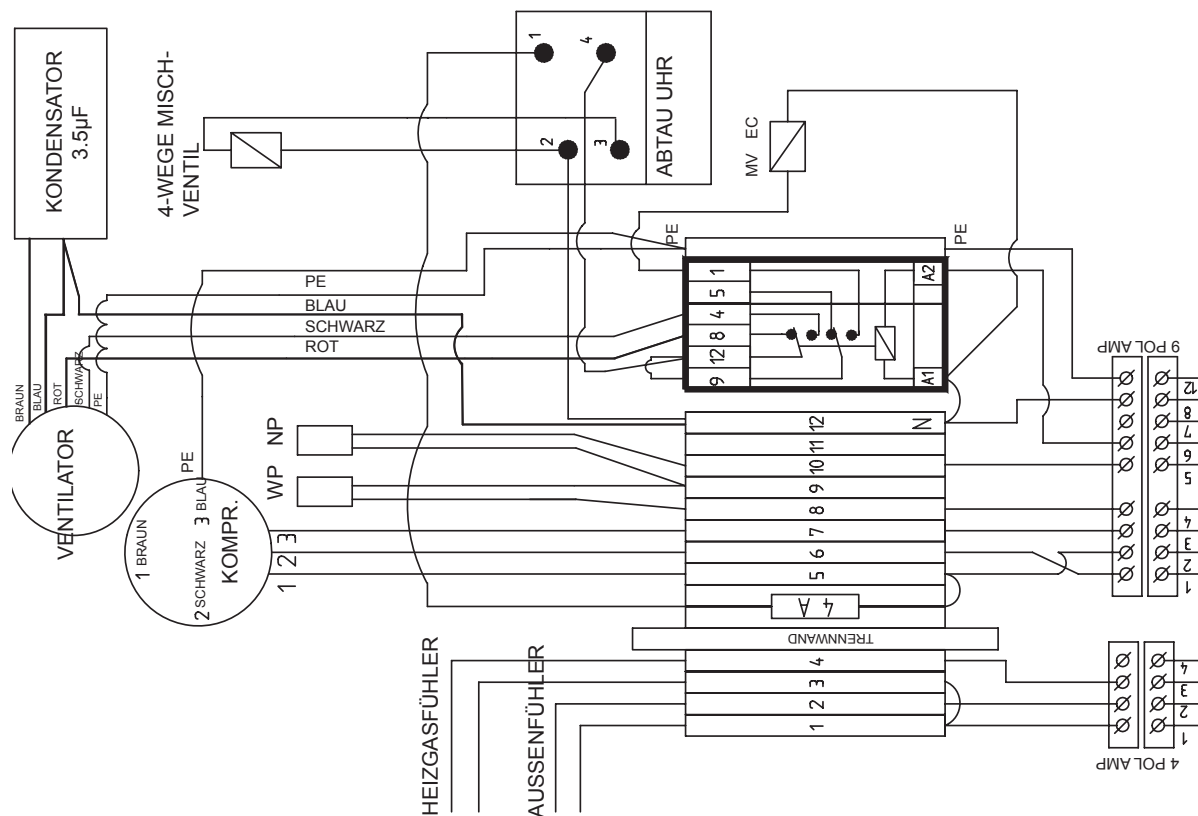 KONDENSATOR
3.5µF
4-WEGE MISCH-
VENTIL
1
4
2
3
ABTAU UHR
MV EC
PE
PE
PE
BLAU
SCHWARZ
ROT
BRAUN
BLAU
ROT
SCHWARZ
PE
VENTILATOR
PE
1 BRAUN
2 SCHWARZ
3 BLAU
KOMPR.
1 2 3
WP
NP
1
5
4
8
12
9
A2
A1
12
N
11
10
9
8
7
6
5
4 A
TRENNWAND
4
3
2
1
HEIZGASFÜHLER
AUSSENFÜHLER
9 POL AMP
12
8
7
6
5
4
3
2
1
4 POL AMP
4
3
2
1